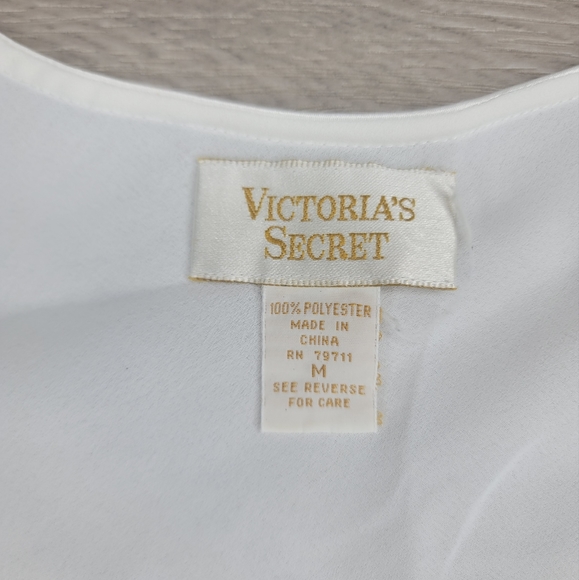 VICTORIA'S
SECRET
100% POLYESTER
MADE IN
CHINA
RN 79711
M
SEE REVERSE
FOR CARE